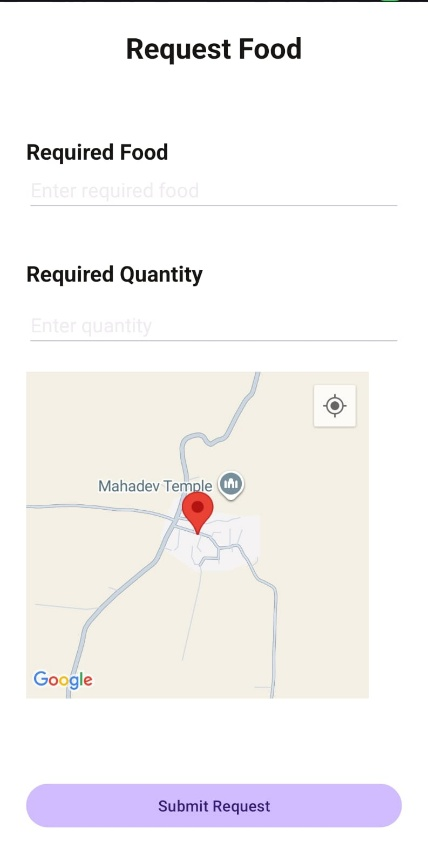 Request Food
Required Food
Enter required food
Required Quantity
Enter quantity
Mahadev Temple
Google
Submit Request